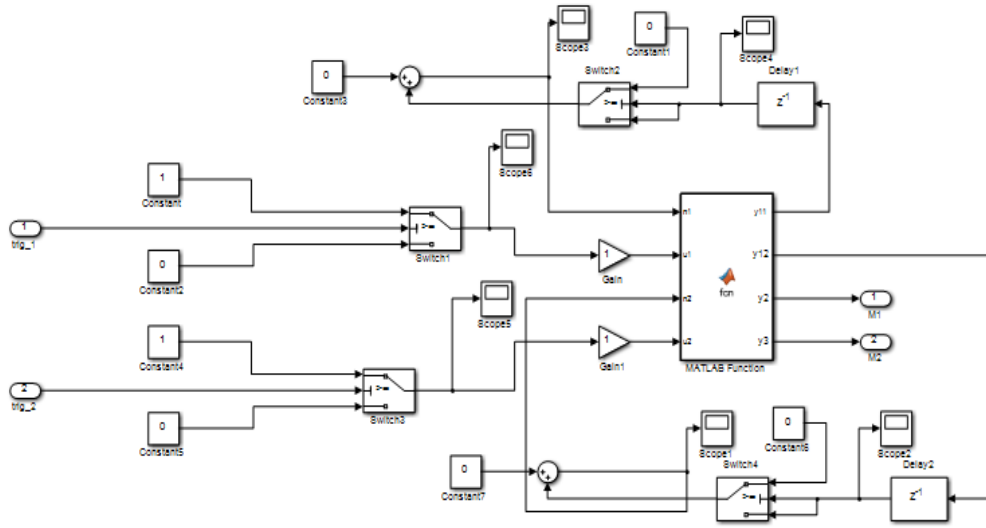 Scope3
0
Constant1
Scope4
0
Constant3
++
Switch2
>=
Delay1
z-1
Scope6
1
Constant
1
trig_1
>=
Switch1
0
Constant2
n1
u1
n2
u2
fcn
y11
y12
y2
y3
MATLAB Function
1
Gain
1
M1
2
M2
Scope5
1
Constant4
1
Gain1
2
trig_2
>=
Switch3
0
Constant5
Scope1
0
Constant6
Scope2
0
Constant7
++
Switch4
>=
Delay2
z-1